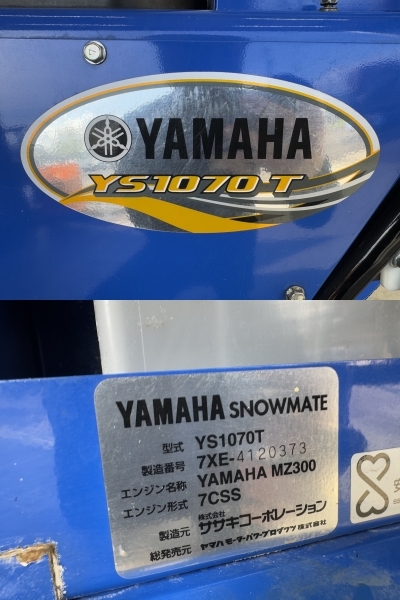 YAMAHA
YS1070T
YAMAHA SNOWMATE
型式 YS1070T
製造番号 7XE-4120373
エンジン名称 YAMAHA MZ300
エンジン形式 7CSS
製造元 株式会社 ササキコーポレーション
総発売元 ヤマハモーターパワープロダクツ株式会社